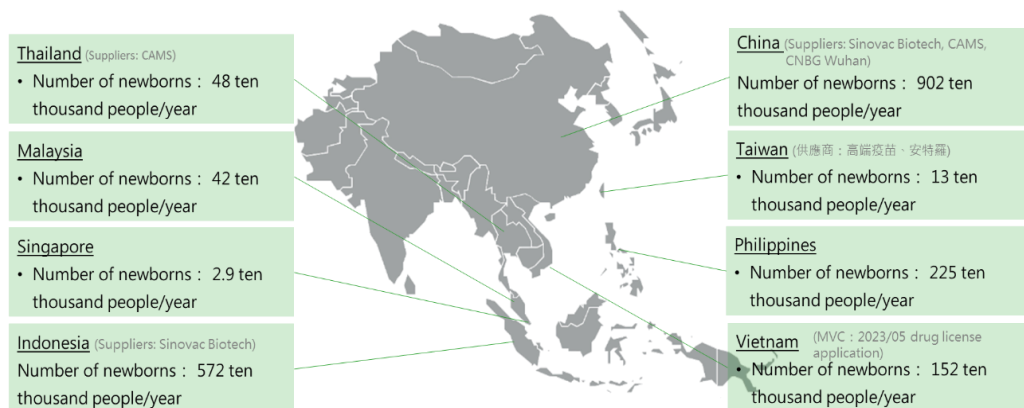 Thailand (Suppliers: CAMS)
• Number of newborns： 48 ten
thousand people/year
Malaysia
• Number of newborns： 42 ten
thousand people/year
Singapore
• Number of newborns： 2.9 ten
thousand people/year
Indonesia (Suppliers: Sinovac Biotech)
Number of newborns： 572 ten
thousand people/year
China (Suppliers: Sinovac Biotech, CAMS,
CNBG Wuhan)
Number of newborns： 902 ten
thousand people/year
Taiwan (供應商：高端疫苗、安特羅)
• Number of newborns： 13 ten
thousand people/year
Philippines
• Number of newborns： 225 ten
thousand people/year
Vietnam (MVC：2023/05 drug license
application)
• Number of newborns： 152 ten
thousand people/year